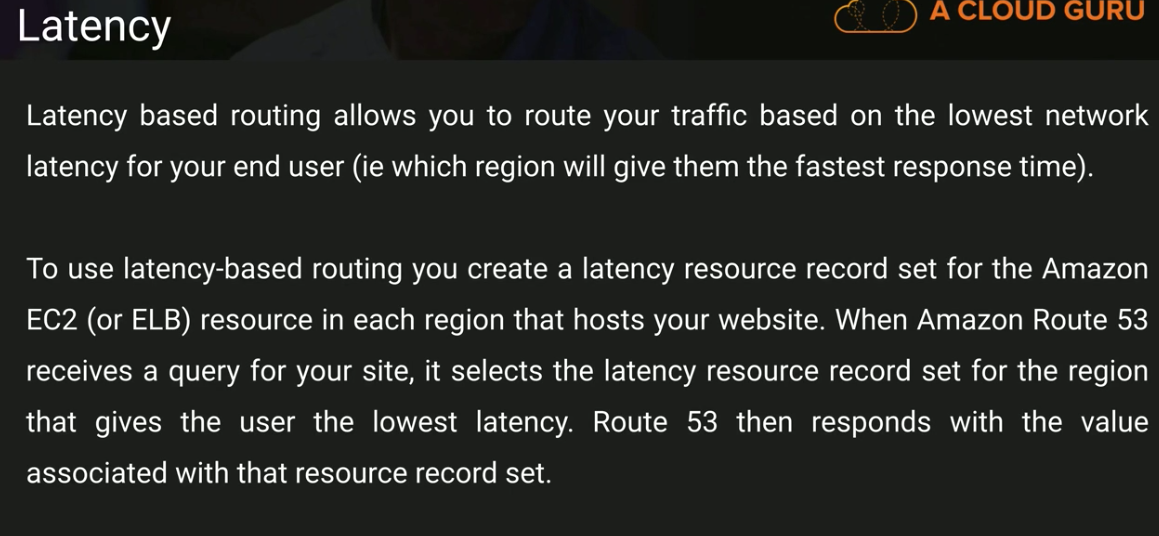 Latency
A CLOUD GURU
Latency based routing allows you to route your traffic based on the lowest network
latency for your end user (ie which region will give them the fastest response time).
To use latency-based routing you create a latency resource record set for the Amazon
EC2 (or ELB) resource in each region that hosts your website. When Amazon Route 53
receives a query for your site, it selects the latency resource record set for the region
that gives the user the lowest latency. Route 53 then responds with the value
associated with that resource record set.